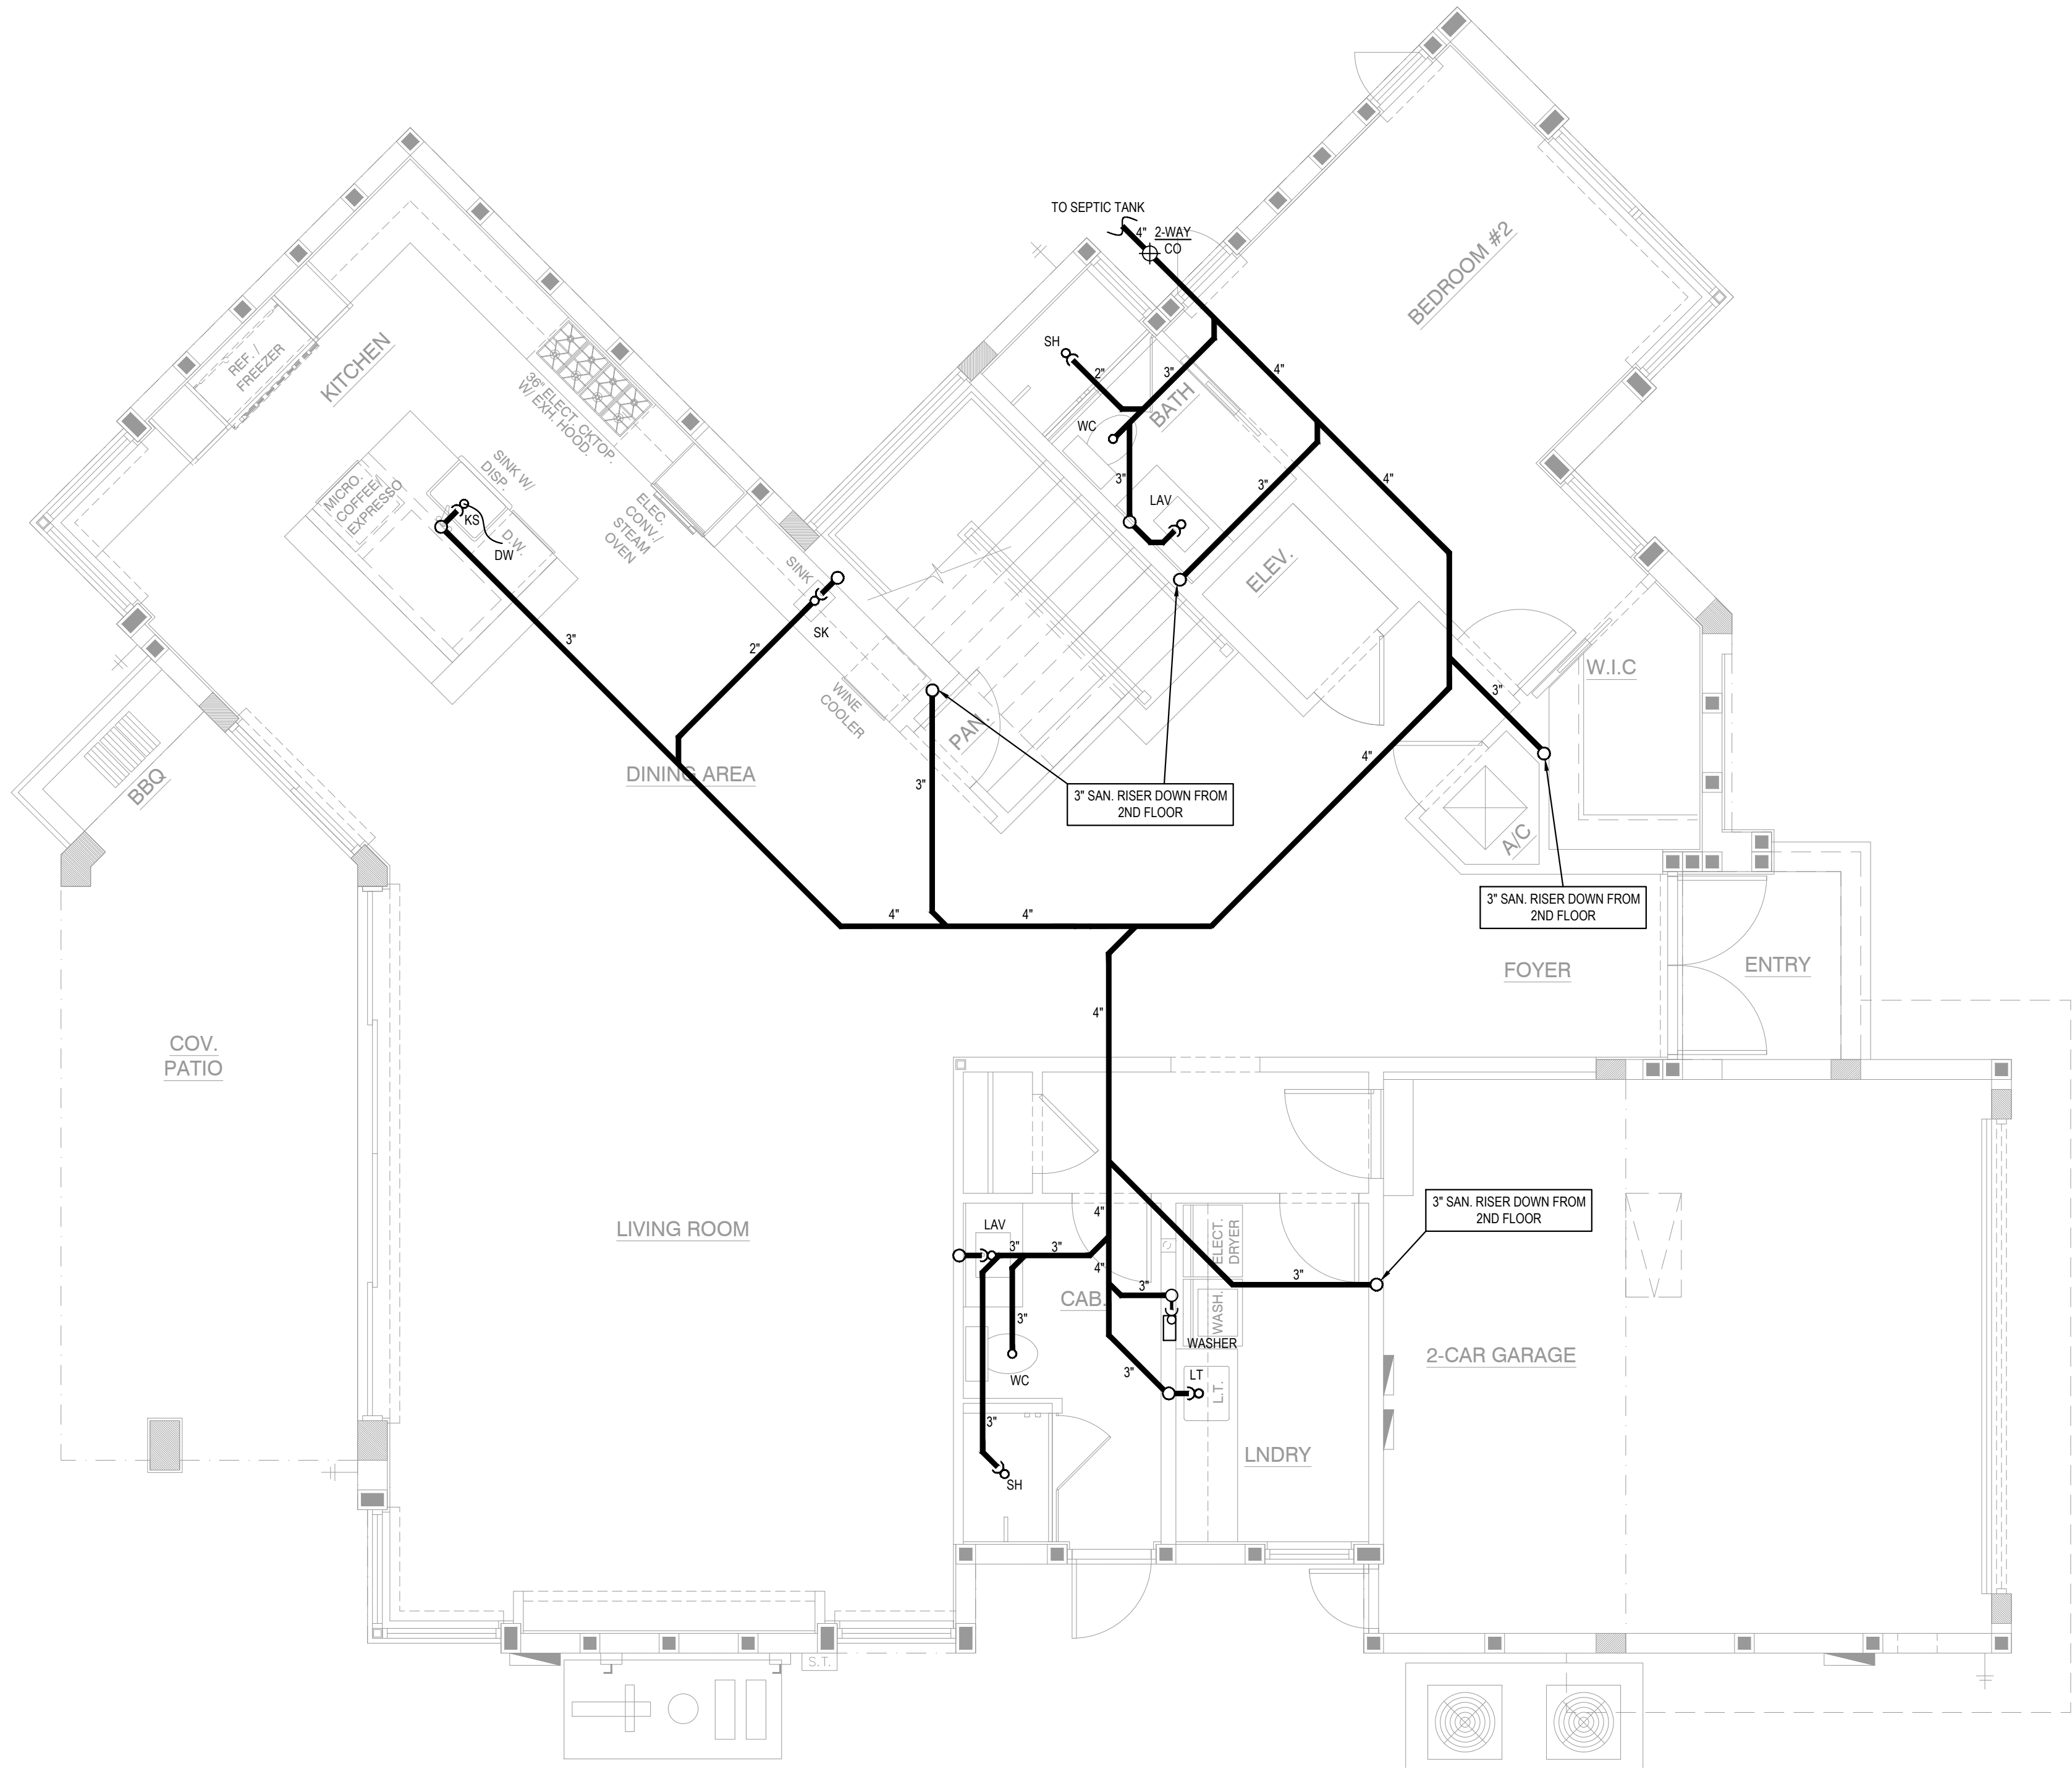 TO SEPTIC TANK
4"
2-WAY
CO
BEDROOM #2
KITCHEN
REF. /
FREEZER
36" ELECT. CKTOP.
W/ EXH. HOOD.
SH
2"
3"
4"
BATH
WC
3"
LAV
3"
4"
MICRO.
COFFEE/
EXPRESSO
SINK W/
DISP.
KS
D.W.
DW
ELEC.
CONV./
STEAM
OVEN
SINK
SK
ELEV.
3"
2"
WINE
COOLER
PAN.
W.I.C
3"
BBQ
DINING AREA
3"
4"
3" SAN. RISER DOWN FROM
2ND FLOOR
A/C
3" SAN. RISER DOWN FROM
2ND FLOOR
4"
4"
FOYER
ENTRY
4"
COV.
PATIO
LIVING ROOM
LAV
4"
ELECT.
DRYER
3" SAN. RISER DOWN FROM
2ND FLOOR
3"
3"
4"
3"
3"
CAB.
WASH.
3"
WASHER
2-CAR GARAGE
WC
3"
LT
L.T.
3"
LNDRY
SH
S.T.